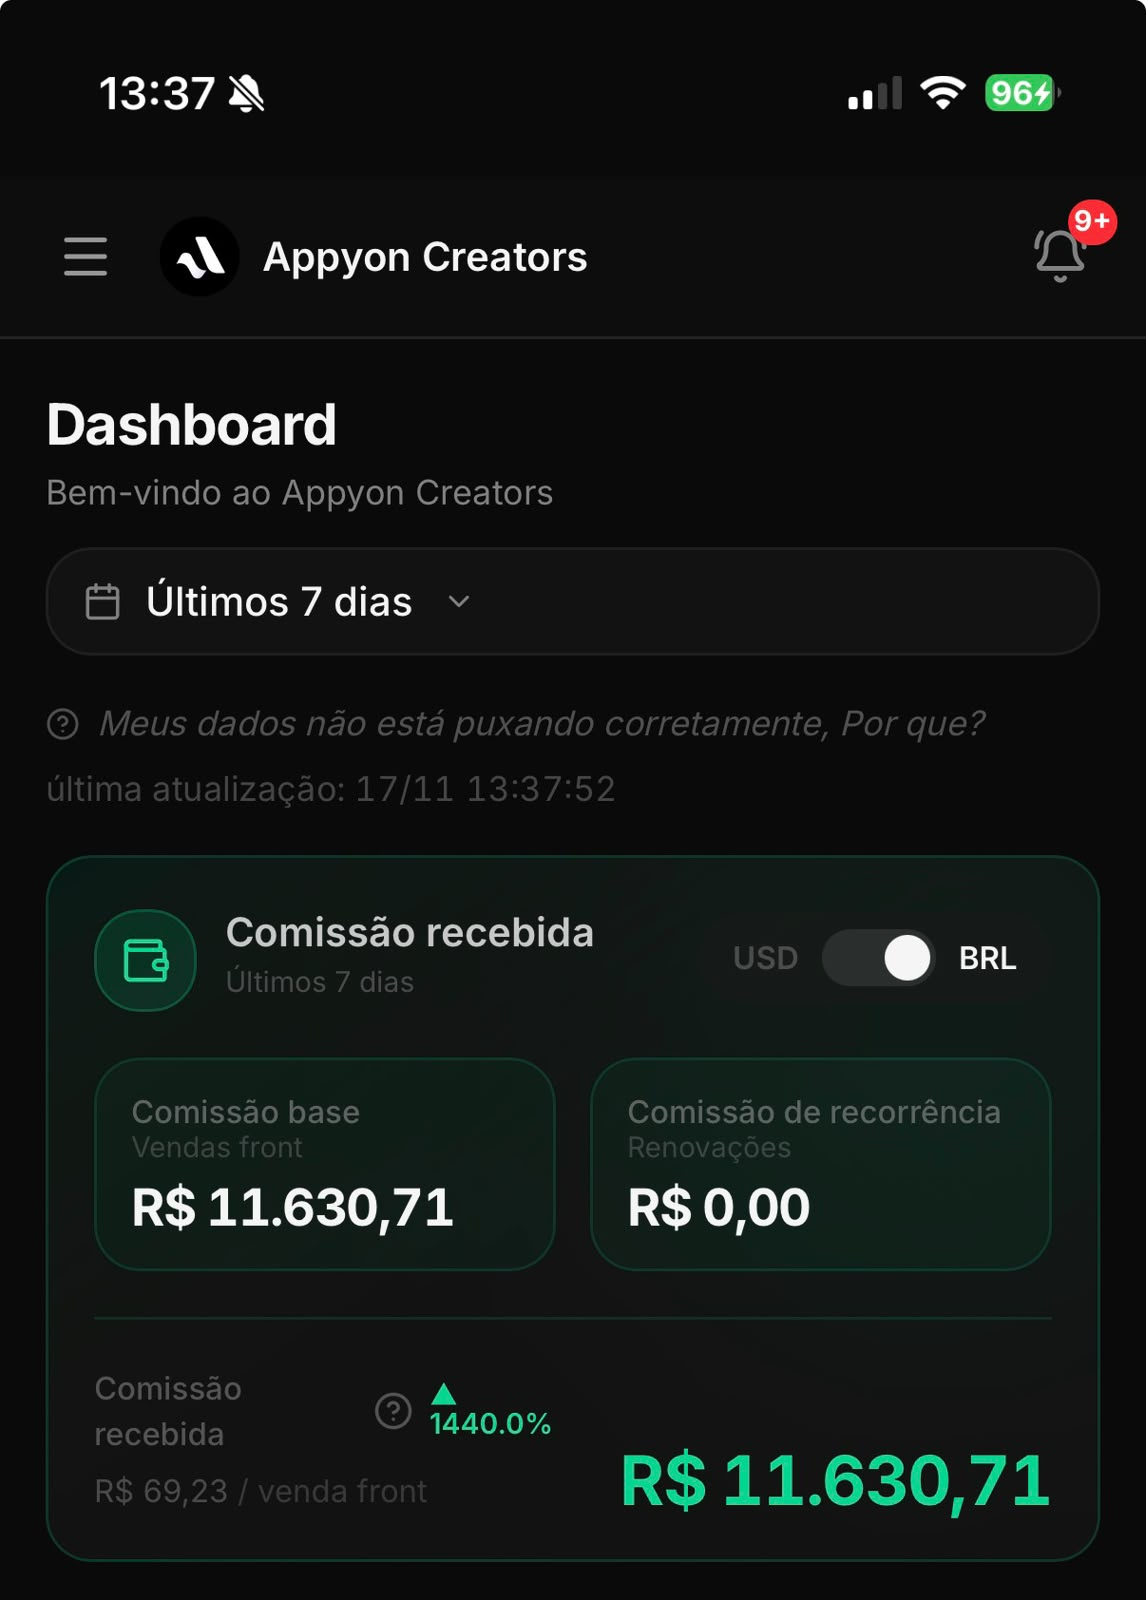 13:37
96
Appyon Creators
9+
Dashboard
Bem-vindo ao Appyon Creators
Últimos 7 dias
Meus dados não está puxando corretamente, Por que?
última atualização: 17/11 13:37:52
Comissão recebida
Últimos 7 dias
USD
BRL
Comissão base
Vendas front
R$ 11.630,71
Comissão de recorrência
Renovações
R$ 0,00
Comissão
recebida
1440.0%
R$ 69,23 / venda front
R$ 11.630,71